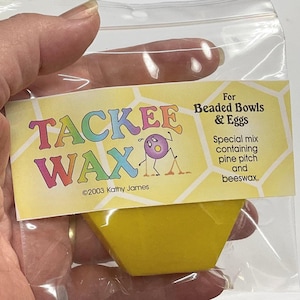 TACKEE
WAX
©2003 Kathy James
For
Beaded Bowls
& Eggs
Special mix
containing
pine pitch
and
beeswax.